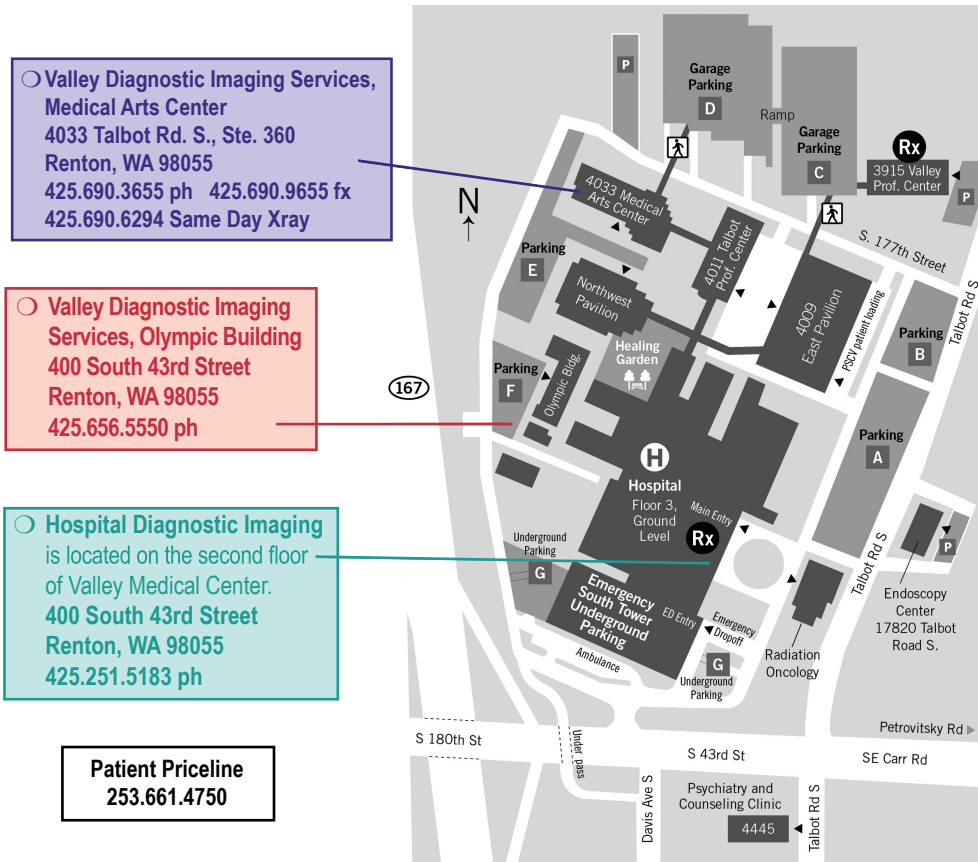 Valley Diagnostic Imaging Services,
Medical Arts Center
4033 Talbot Rd. S., Ste. 360
Renton, WA 98055
425.690.3655 ph 425.690.9655 fx
425.690.6294 Same Day Xray
Valley Diagnostic Imaging
Services, Olympic Building
400 South 43rd Street
Renton, WA 98055
425.656.5550 ph
Hospital Diagnostic Imaging
is located on the second floor
of Valley Medical Center.
400 South 43rd Street
Renton, WA 98055
425.251.5183 ph
Patient Priceline
253.661.4750
N
167
P
Garage
Parking
D
Ramp
Garage
Parking
C
Rx
3915 Valley
Prof. Center
P
4033 Medical
Arts Center
4011 Talbot
Prof. Center
S. 177th Street
Parking
E
Northwest
Pavilion
4009
East Pavilion
PSCV patient loading
Parking
B
Talbot Rd S
Healing
Garden
Parking
F
Olympic Bldg.
Parking
A
H
Hospital
Floor 3,
Ground
Level
Main Entry
Rx
Underground
Parking
G
Emergency
South Tower
Underground
Parking
ED Entry
Emergency
Dropoff
G
Underground
Parking
Ambulance
Radiation
Oncology
Talbot Rd S
P
Endoscopy
Center
17820 Talbot
Road S.
Petrovitsky Rd
S 180th St
Under pass
S 43rd St
SE Carr Rd
Davis Ave S
Psychiatry and
Counseling Clinic
4445
Talbot Rd S